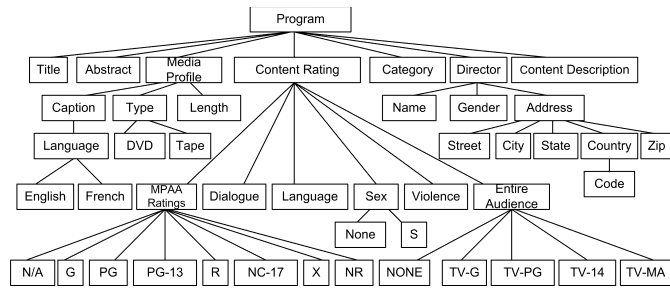 Program
Title
Abstract
Media
Profile
Content Rating
Category
Director
Content Description
Caption
Type
Length
Name
Gender
Address
Language
DVD
Tape
Street
City
State
Country
Zip
English
French
MPAA
Ratings
Dialogue
Language
Sex
Violence
Entire
Audience
Code
None
S
N/A
G
PG
PG-13
R
NC-17
X
NR
NONE
TV-G
TV-PG
TV-14
TV-MA